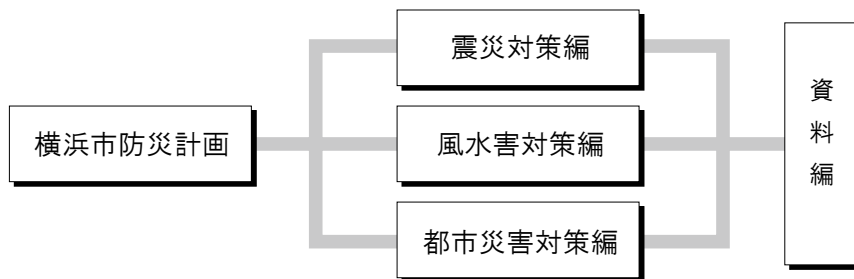 横浜市防災計画
震災対策編
風水害対策編
都市災害対策編
資料編